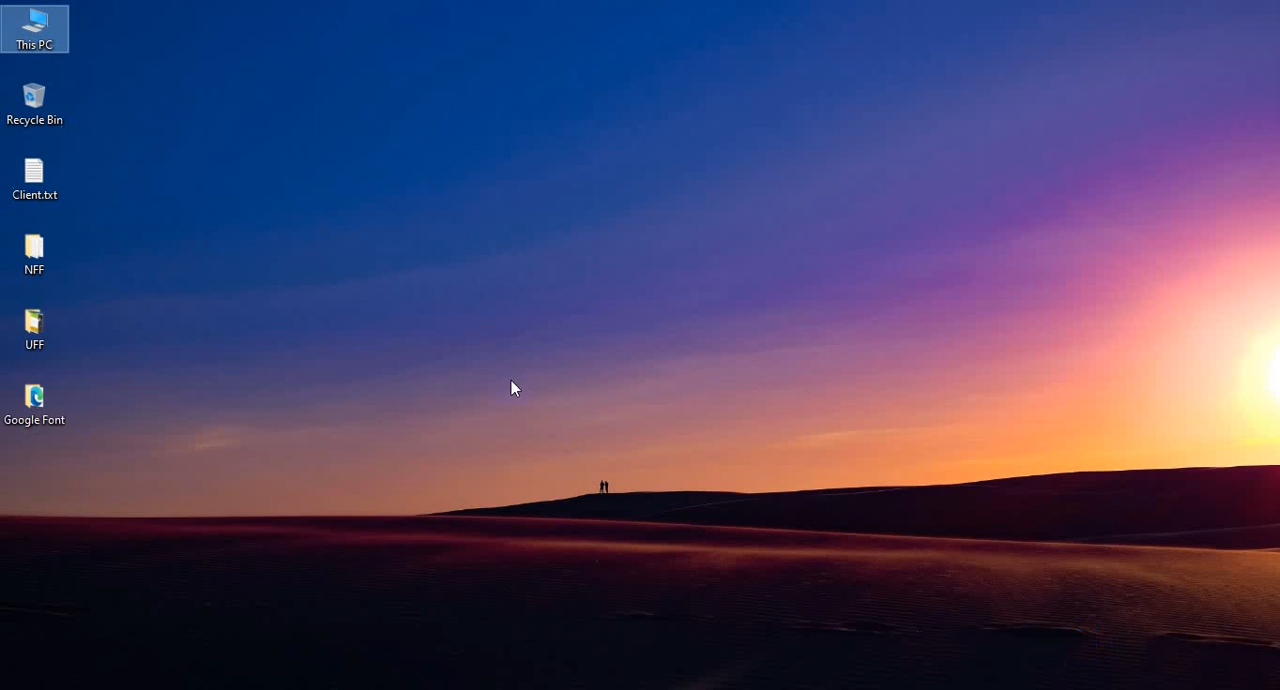 This PC
Recycle Bin
Client.txt
NFF
UFF
Google Font